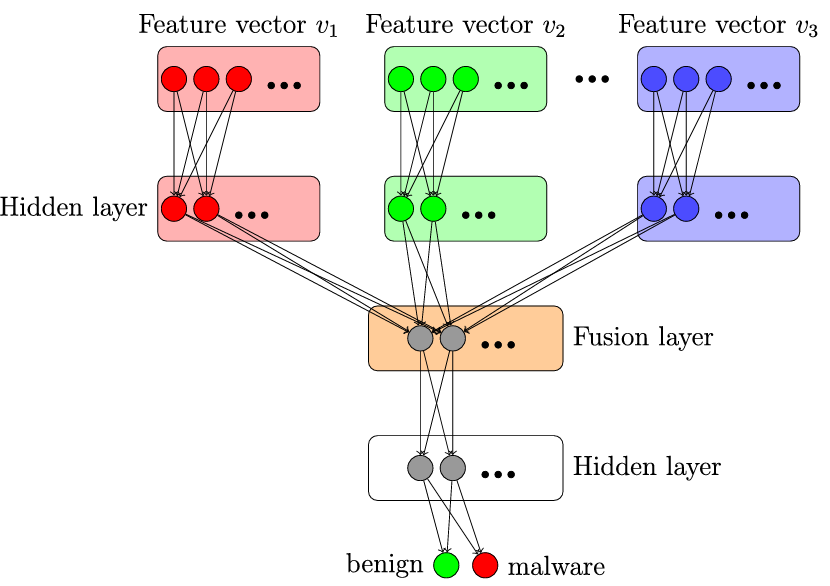 Feature vector v₁
Feature vector v₂
Feature vector v₃
Hidden layer
Fusion layer
Hidden layer
benign
malware